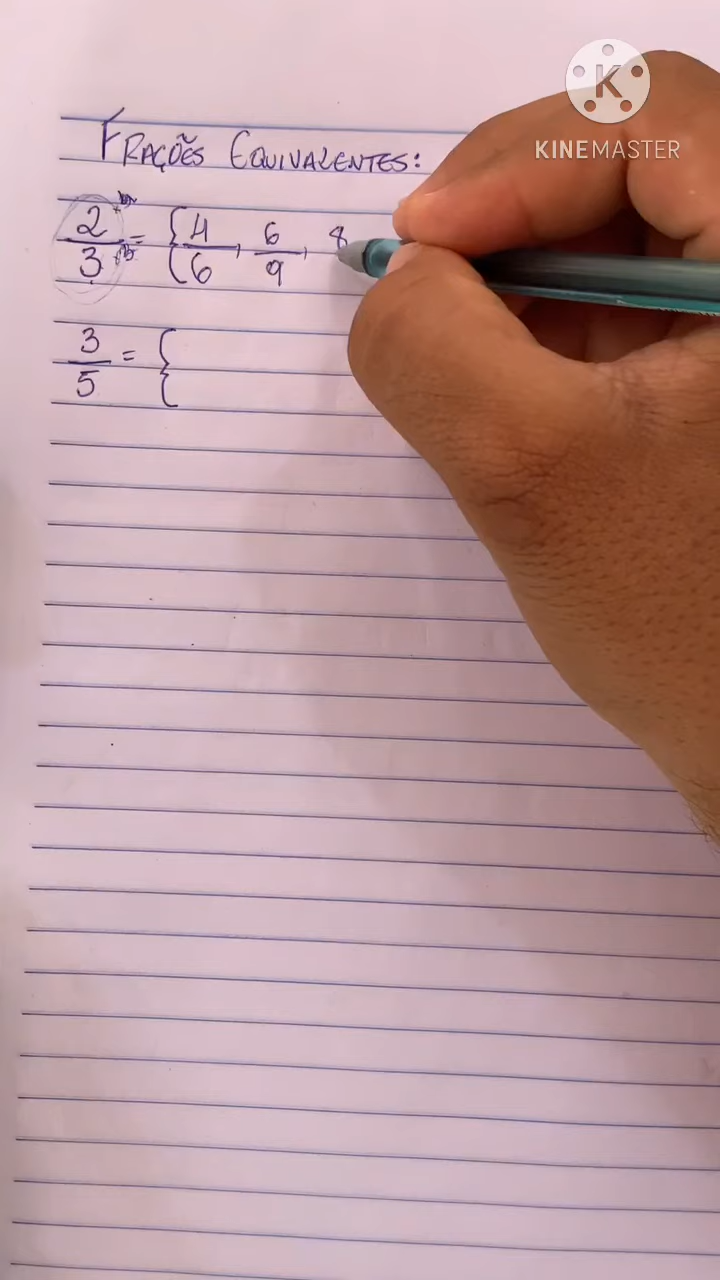 KINEMASTER
FRAÇÕES EQUIVALENTES:
2/3 = { 4/6, 6/9, 8
3/5 = {